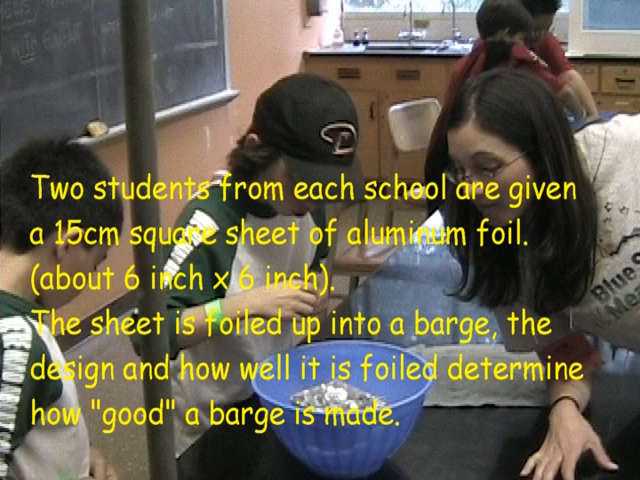 Two students from each school are given
a 15cm square sheet of aluminum foil.
(about 6 inch x 6 inch).
The sheet is foiled up into a barge, the
design and how well it is foiled determine
how "good" a barge is made.
Blue
Me